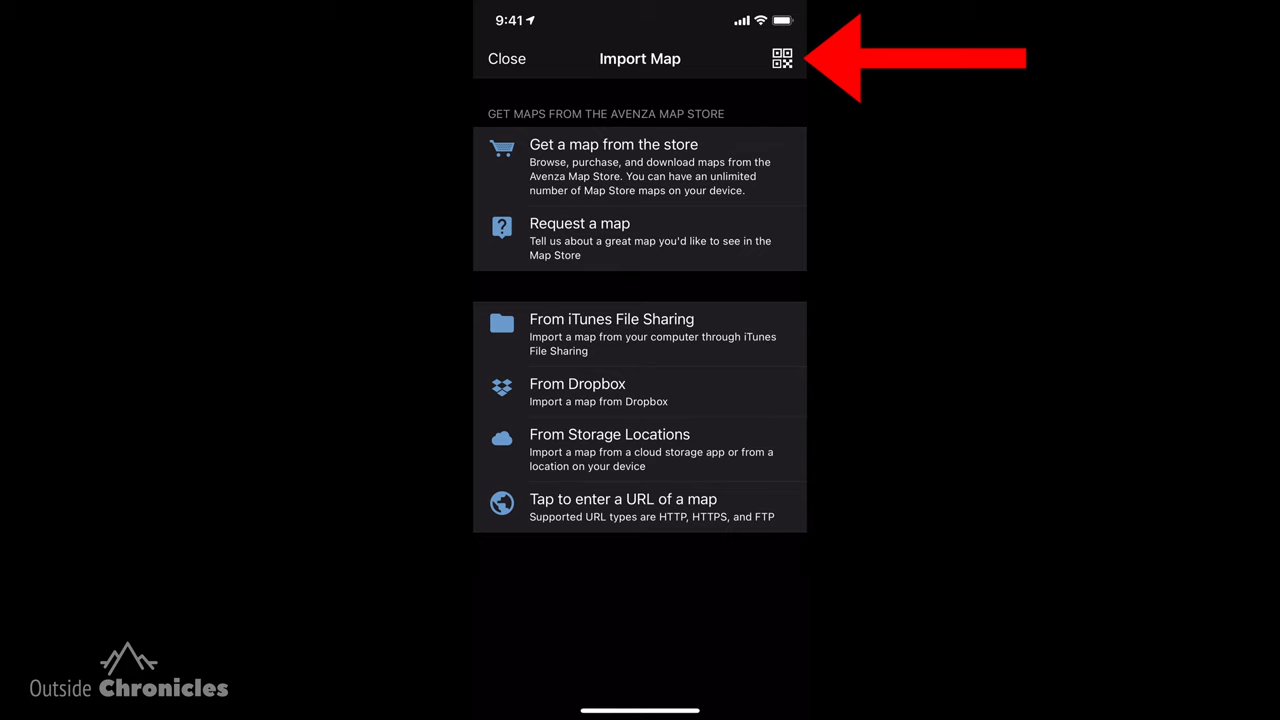 9:41
Close
Import Map
GET MAPS FROM THE AVENZA MAP STORE
Get a map from the store
Browse, purchase, and download maps from the
Avenza Map Store. You can have an unlimited
number of Map Store maps on your device.
Request a map
Tell us about a great map you'd like to see in the
Map Store
From iTunes File Sharing
Import a map from your computer through iTunes
File Sharing
From Dropbox
Import a map from Dropbox
From Storage Locations
Import a map from a cloud storage app or from a
location on your device
Tap to enter a URL of a map
Supported URL types are HTTP, HTTPS, and FTP
Outside Chronicles